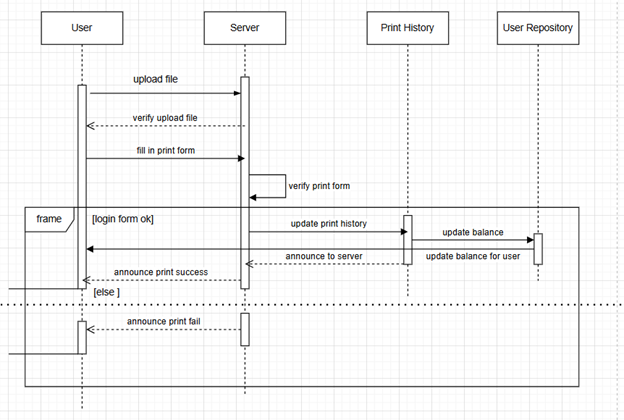 User
Server
Print History
User Repository
upload file
verify upload file
fill in print form
verify print form
frame
[login form ok]
update print history
update balance
announce to server
update balance for user
announce print success
[else ]
announce print fail